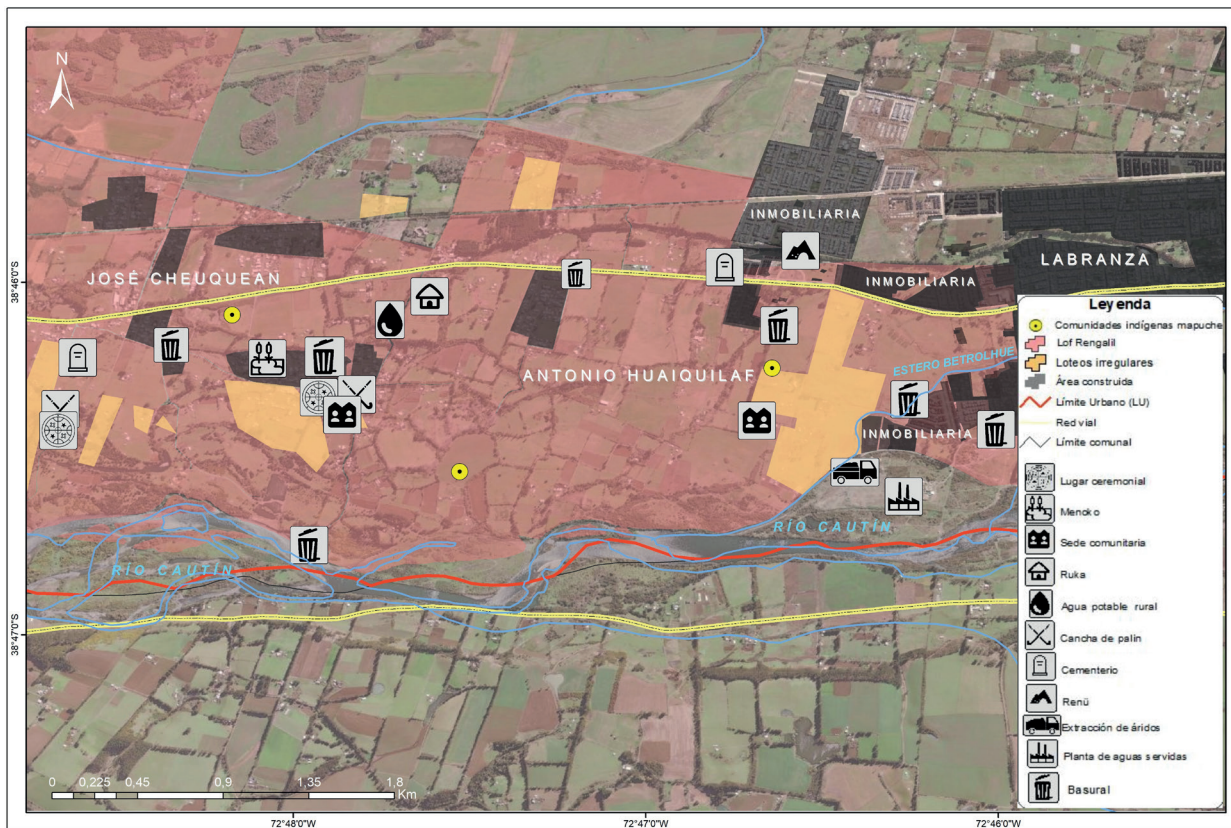 N
INMOBILIARIA
LABRANZA
JOSÉ CHEUQUEAN
INMOBILIARIA
38°46'0"S
ANTONIO HUAIQUILAF
ESTERO BETROLHUE
INMOBILIARIA
RÍO CAUTÍN
RÍO CAUTÍN
38°47'0"S
0 0,225 0,45 0,9 1,35 1,8
Km
72°48'0"W
72°47'0"W
72°46'0"W
Leyenda
Comunidades indígenas mapuche
Lof Rengalil
Loteos irregulares
Área construida
Límite Urbano (LU)
Red vial
Límite comunal
Lugar ceremonial
Menoko
Sede comunitaria
Ruka
Agua potable rural
Cancha de palín
Cementerio
Renü
Extracción de áridos
Planta de aguas servidas
Basural